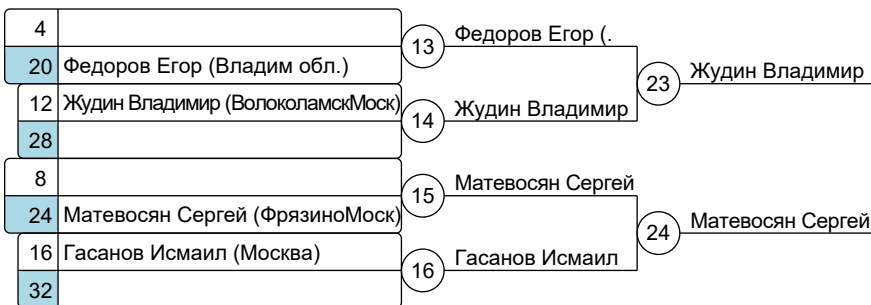 4
20 Федоров Егор (Владим обл.)
13
Федоров Егор (.
12 Жудин Владимир (ВолоколамскМоск)
28
14
Жудин Владимир
23
Жудин Владимир
8
24 Матевосян Сергей (ФрязиноМоск)
15
Матевосян Сергей
16 Гасанов Исмаил (Москва)
32
16
Гасанов Исмаил
24
Матевосян Сергей